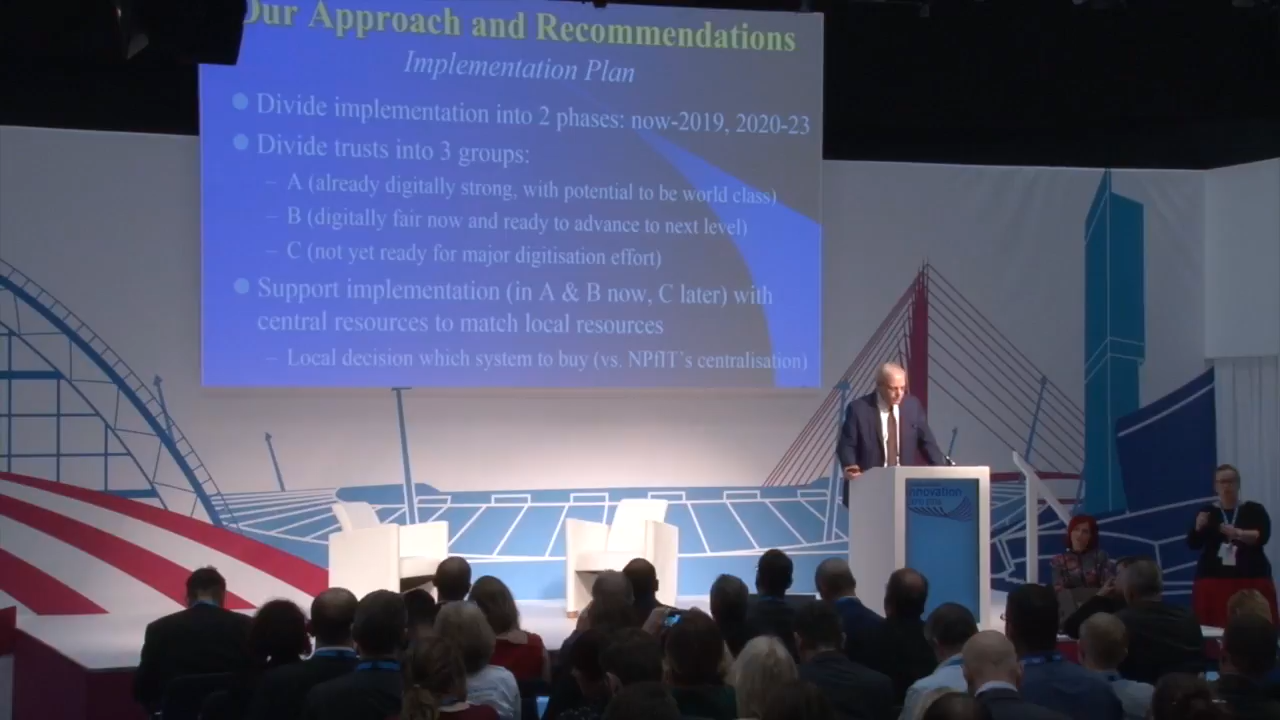 Our Approach and Recommendations
Implementation Plan
Divide implementation into 2 phases: now-2019, 2020-23
Divide trusts into 3 groups:
– A (already digitally strong, with potential to be world class)
– B (digitally fair now and ready to advance to next level)
– C (not yet ready for major digitisation effort)
Support implementation (in A & B now, C later) with
central resources to match local resources
– Local decision which system to buy (vs. NPfIT's centralisation)
innovation